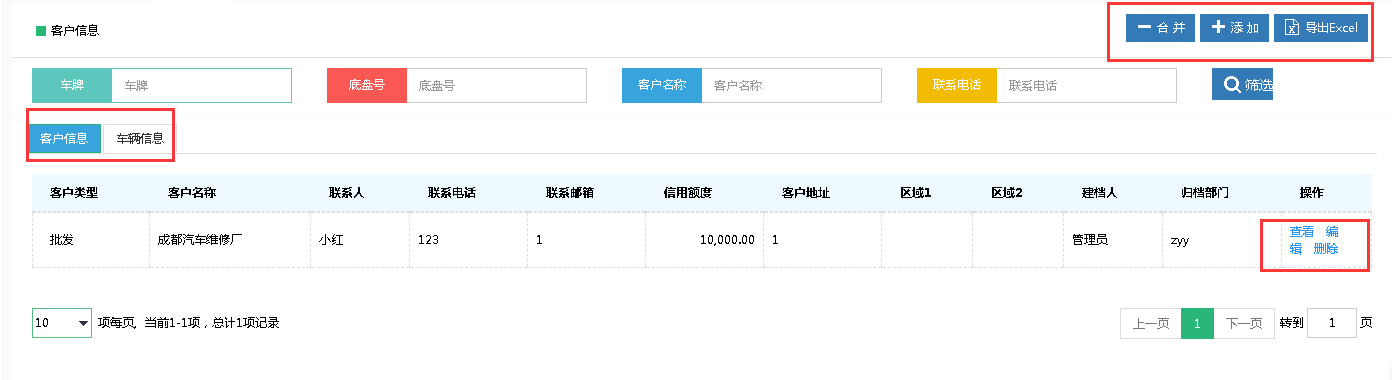 客户信息
合并 添加 导出Excel
车牌 车牌 底盘号 底盘号 客户名称 客户名称 联系电话 联系电话 筛选
客户信息 车辆信息
客户类型 客户名称 联系人 联系电话 联系邮箱 信用额度 客户地址 区域1 区域2 建档人 归档部门 操作
批发 成都汽车维修厂 小红 123 1 10,000.00 1 管理员 zyy 查看 编
辑 删除
10 项每页, 当前1-1项，总计1项记录 上一页 1 下一页 转到 1 页